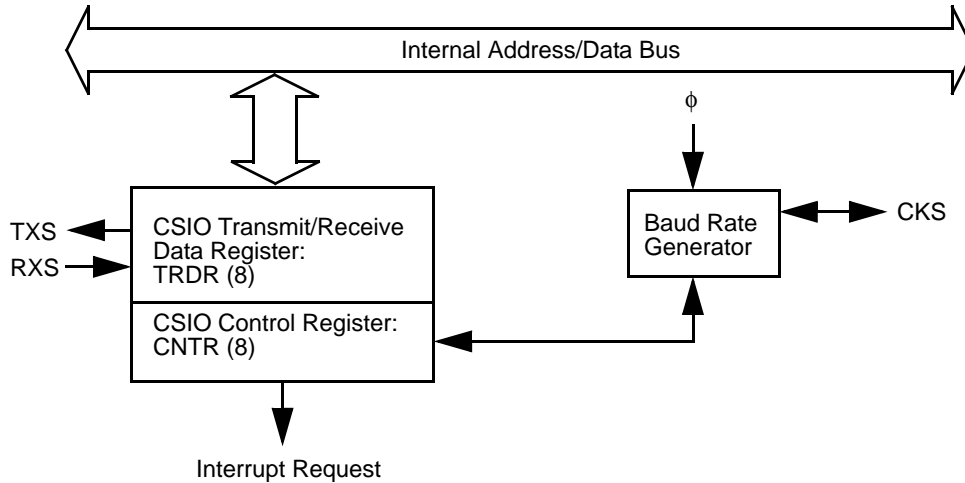 Internal Address/Data Bus
ϕ
TXS
RXS
CSIO Transmit/Receive
Data Register:
TRDR (8)
CSIO Control Register:
CNTR (8)
Baud Rate
Generator
CKS
Interrupt Request